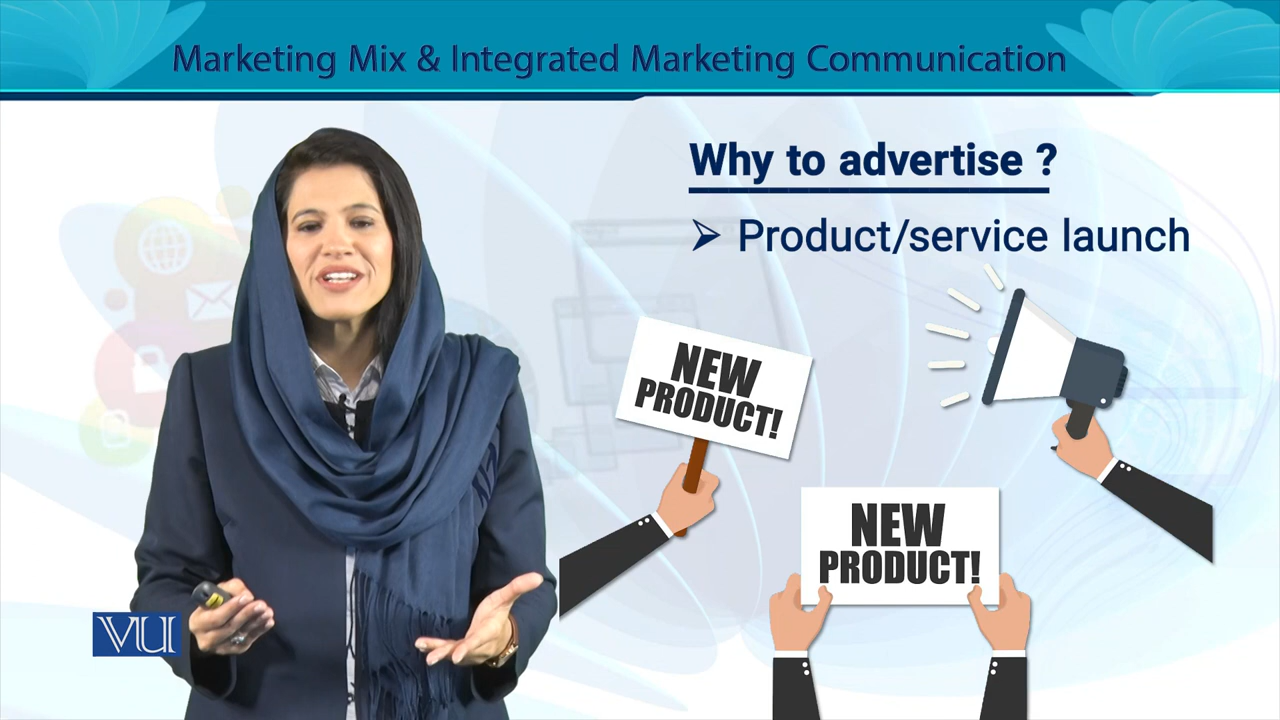 Marketing Mix & Integrated Marketing Communication
Why to advertise ?
➢ Product/service launch
NEW
PRODUCT!
NEW
PRODUCT!
VU